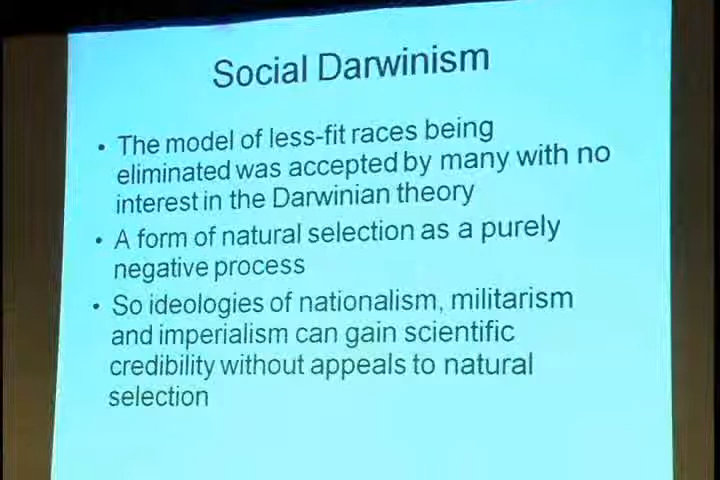 Social Darwinism
• The model of less-fit races being
eliminated was accepted by many with no
interest in the Darwinian theory
• A form of natural selection as a purely
negative process
• So ideologies of nationalism, militarism
and imperialism can gain scientific
credibility without appeals to natural
selection